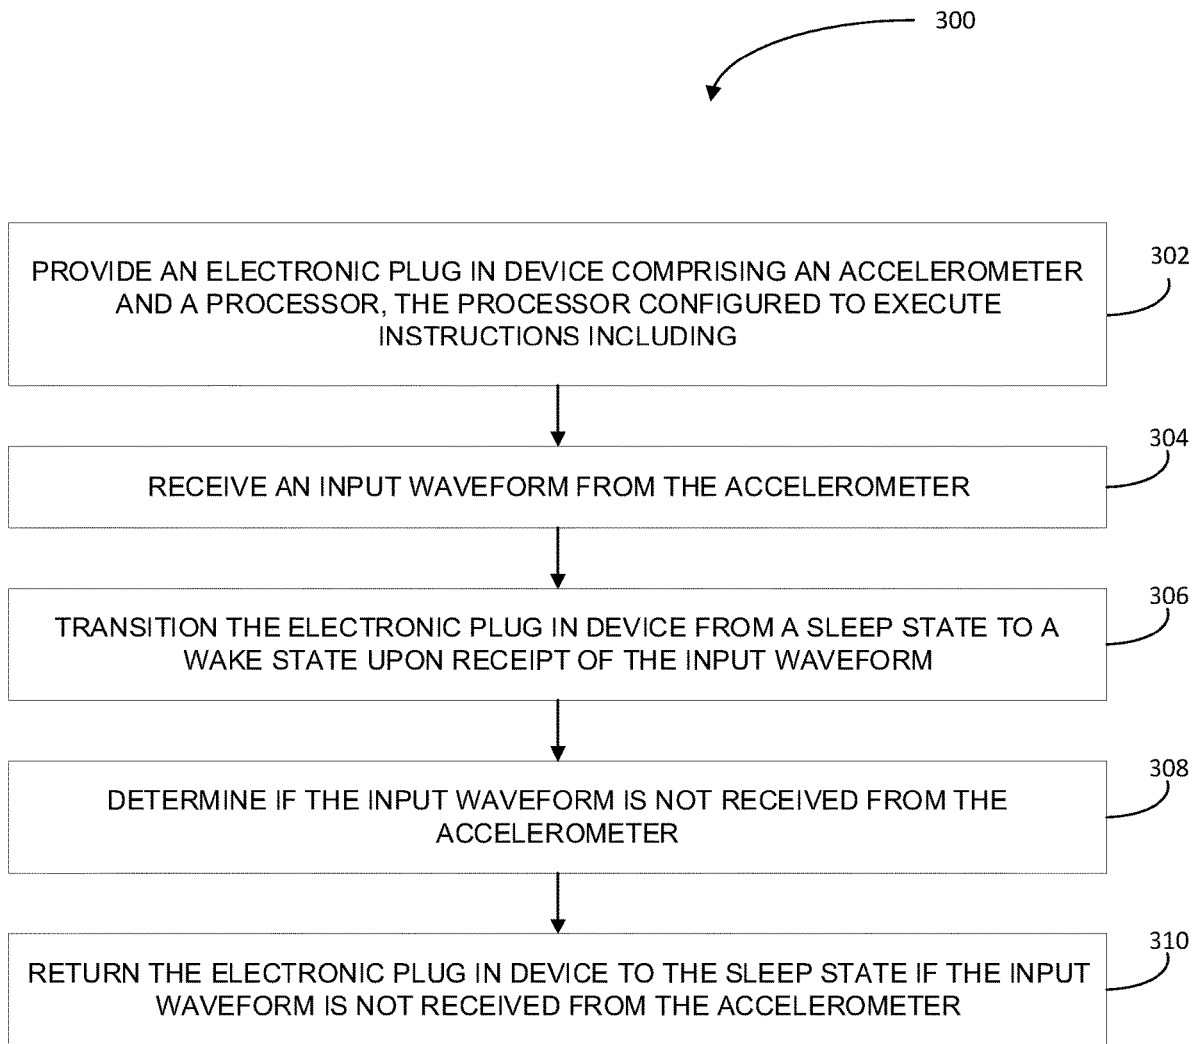 300
PROVIDE AN ELECTRONIC PLUG IN DEVICE COMPRISING AN ACCELEROMETER
AND A PROCESSOR, THE PROCESSOR CONFIGURED TO EXECUTE
INSTRUCTIONS INCLUDING
302
RECEIVE AN INPUT WAVEFORM FROM THE ACCELEROMETER
304
TRANSITION THE ELECTRONIC PLUG IN DEVICE FROM A SLEEP STATE TO A
WAKE STATE UPON RECEIPT OF THE INPUT WAVEFORM
306
DETERMINE IF THE INPUT WAVEFORM IS NOT RECEIVED FROM THE
ACCELEROMETER
308
RETURN THE ELECTRONIC PLUG IN DEVICE TO THE SLEEP STATE IF THE INPUT
WAVEFORM IS NOT RECEIVED FROM THE ACCELEROMETER
310